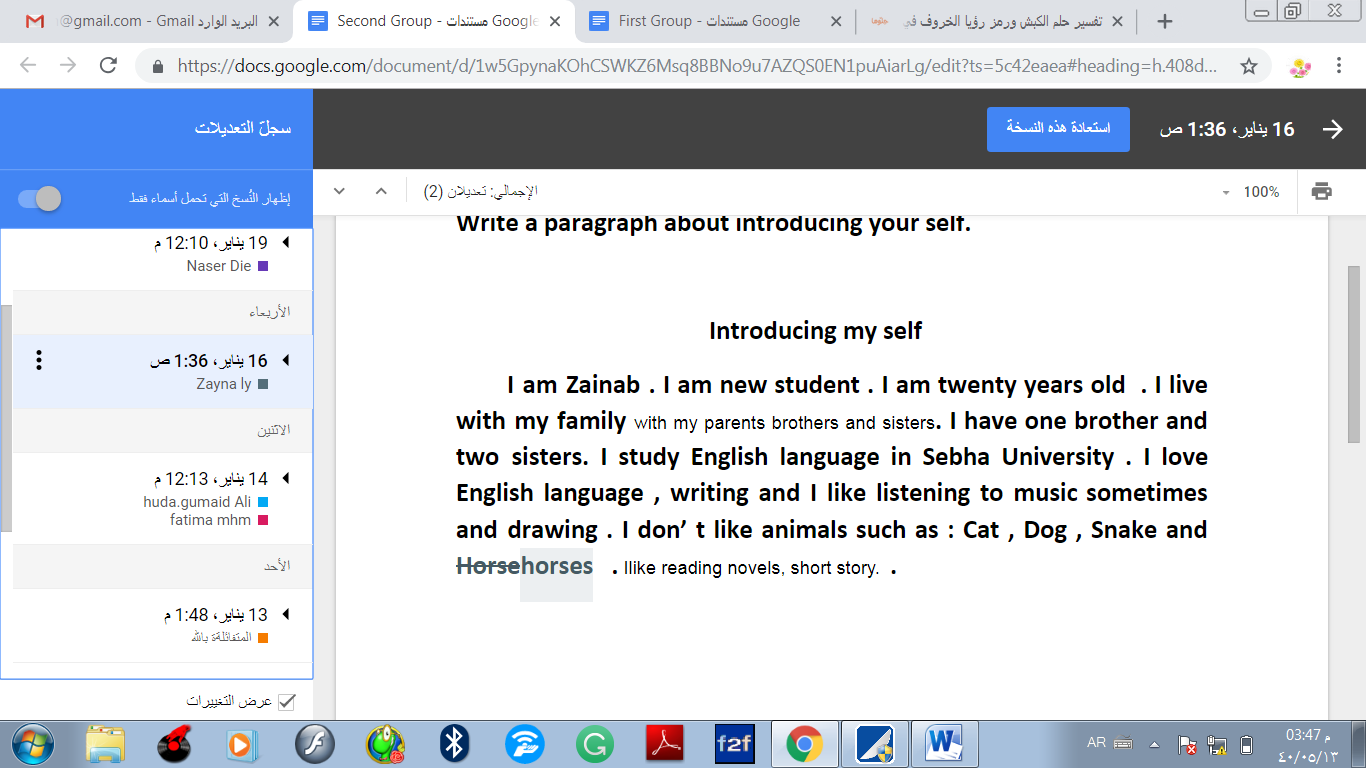 البريد الوارد - Gmail @gmail.com
Second Group - مستندات Google
First Group - مستندات Google
تفسير حلم الكبش ورمز رؤيا الخروف في
https://docs.google.com/document/d/1w5GpynaKOhCSWKZ6Msq8BBNo9u7AZQS0EN1puAiarLg/edit?ts=5c42eaea#heading=h.408d...
سجلّ التعديلات
استعادة هذه النسخة
16 يناير، 1:36 ص
إظهار النُسخ التي تحمل أسماء فقط
الإجمالي: تعديلان (2)
100%
19 يناير، 12:10 م
Naser Die
الأربعاء
16 يناير، 1:36 ص
Zayna ly
الاثنين
14 يناير، 12:13 م
huda.gumaid Ali
fatima mhm
الأحد
13 يناير، 1:48 م
المتفائلةة بالله
عرض التغييرات
Write a paragraph about introducing your self.
Introducing my self
I am Zainab . I am new student . I am twenty years old . I live
with my family with my parents brothers and sisters. I have one brother and
two sisters. I study English language in Sebha University . I love
English language , writing and I like listening to music sometimes
and drawing . I don’ t like animals such as : Cat , Dog , Snake and
Horsehorses . Ilike reading novels, short story. .
f2f
AR
03:47 م
٤٠/٠٥/١٣